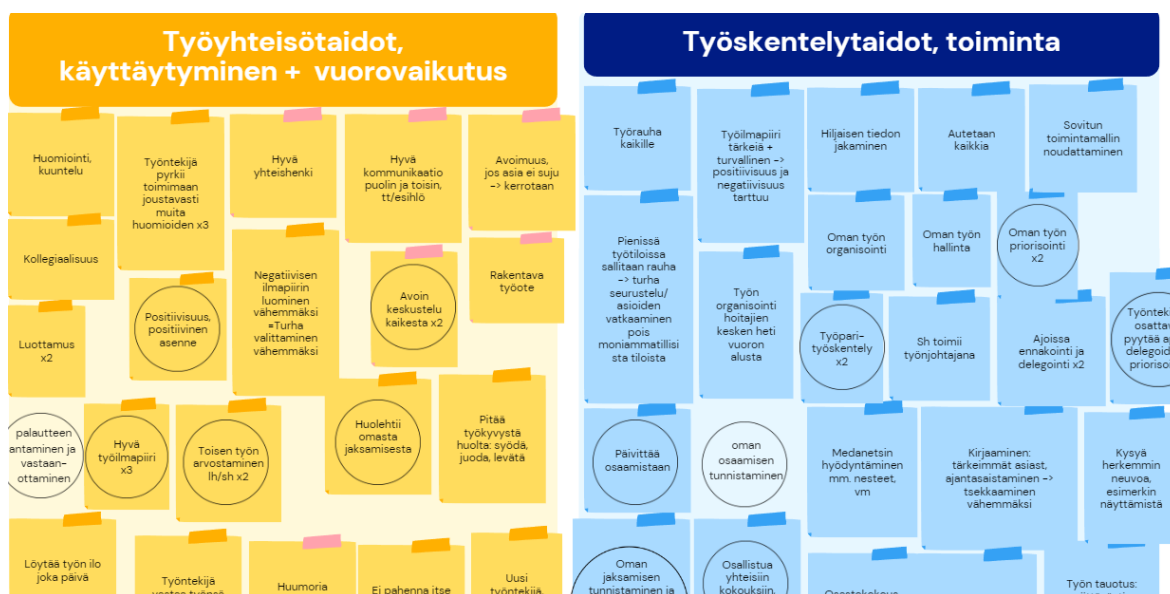 Työyhteisötaidot,
käyttäytyminen + vuorovaikutus
Huomiointi,
kuuntelu
Työntekijä
pyrkii
toimimaan
joustavasti
muita
huomioiden x3
Hyvä
yhteishenki
Hyvä
kommunikaatio
puolin ja toisin,
tt/esihlö
Avoimuus,
jos asia ei suju
-> kerrotaan
Kollegiaalisuus
Positiivisuus,
positiivinen
asenne
Negatiivisen
ilmapiirin
luominen
vähemmäksi
=Turha
valittaminen
vähemmäksi
Avoin
keskustelu
kaikesta x2
Rakentava
työote
Luottamus
x2
palautteen
antaminen ja
vastaan-
ottaminen
Hyvä
työilmapiiri
x3
Toisen työn
arvostaminen
lh/sh x2
Huolehtii
omasta
jaksamisesta
Pitää
työkyvystä
huolta: syödä,
juoda, levätä
Löytää työn ilo
joka päivä
Työntekijä
Huumoria
Ei pahenna itse
Uusi
työntekijä,
Työskentelytaidot, toiminta
Työrauha
kaikille
Työilmapiiri
tärkeiä +
turvallinen ->
positiivisuus ja
negatiivisuus
tarttuu
Hiljaisen tiedon
jakaminen
Autetaan
kaikkia
Sovitun
toimintamallin
noudattaminen
Pienissä
työtiloissa
sallitaan rauha
-> turha
seurustelu/
asioiden
vatkaaminen
pois
moniammatillisi
sta tiloista
Työn
organisointi
hoitajien
kesken heti
vuoron
alusta
Oman työn
organisointi
Oman työn
hallinta
Oman työn
priorisointi
x2
Työpari-
työskentely
x2
Sh toimii
työnjohtajana
Ajoissa
ennakointi ja
delegointi x2
pyytää
Päivittää
osaamistaan
oman
osaamisen
tunnistaminen
Medanetsin
hyödyntäminen
mm. nesteet,
vm
Kirjaaminen:
tärkeimmät asiast,
ajantasaistaminen ->
tsekkaaminen
vähemmäksi
Kysyä
herkemmin
neuvoa,
esimerkin
näyttämistä
Oman
jaksamisen
tunnistaminen ja
Osallistua
yhteisiin
kokouksiin,
Työn tauotus: